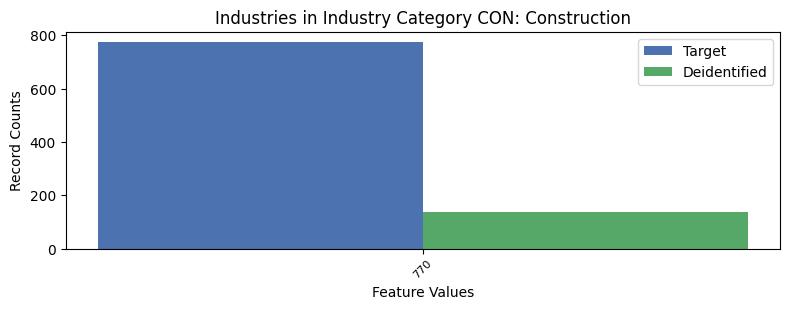 Industries in Industry Category CON: Construction
Target
Deidentified
Record Counts
800
600
400
200
0
770
Feature Values